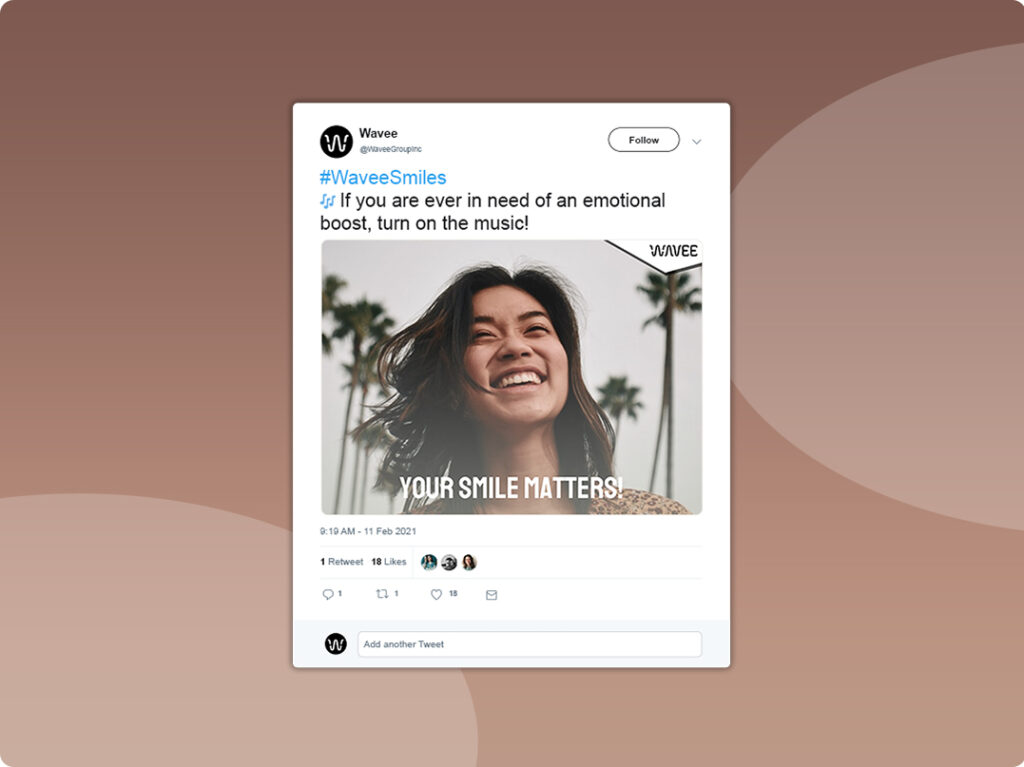 Wavee
@WaveeGroupInc
Follow
#WaveeSmiles
🎶 If you are ever in need of an emotional
boost, turn on the music!
WAVEE
YOUR SMILE MATTERS!
9:19 AM - 11 Feb 2021
1 Retweet 18 Likes
1 1 18
Add another Tweet